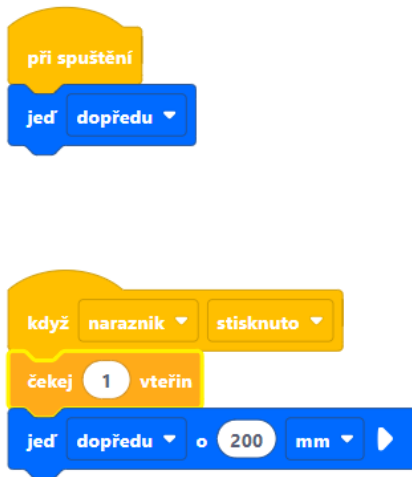 při spuštění
jeď dopředu
když naraznik stisknuto
čekej 1 vteřin
jeď dopředu o 200 mm